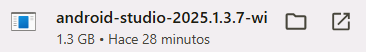 android-studio-2025.1.3.7-wi
1.3 GB • Hace 28 minutos